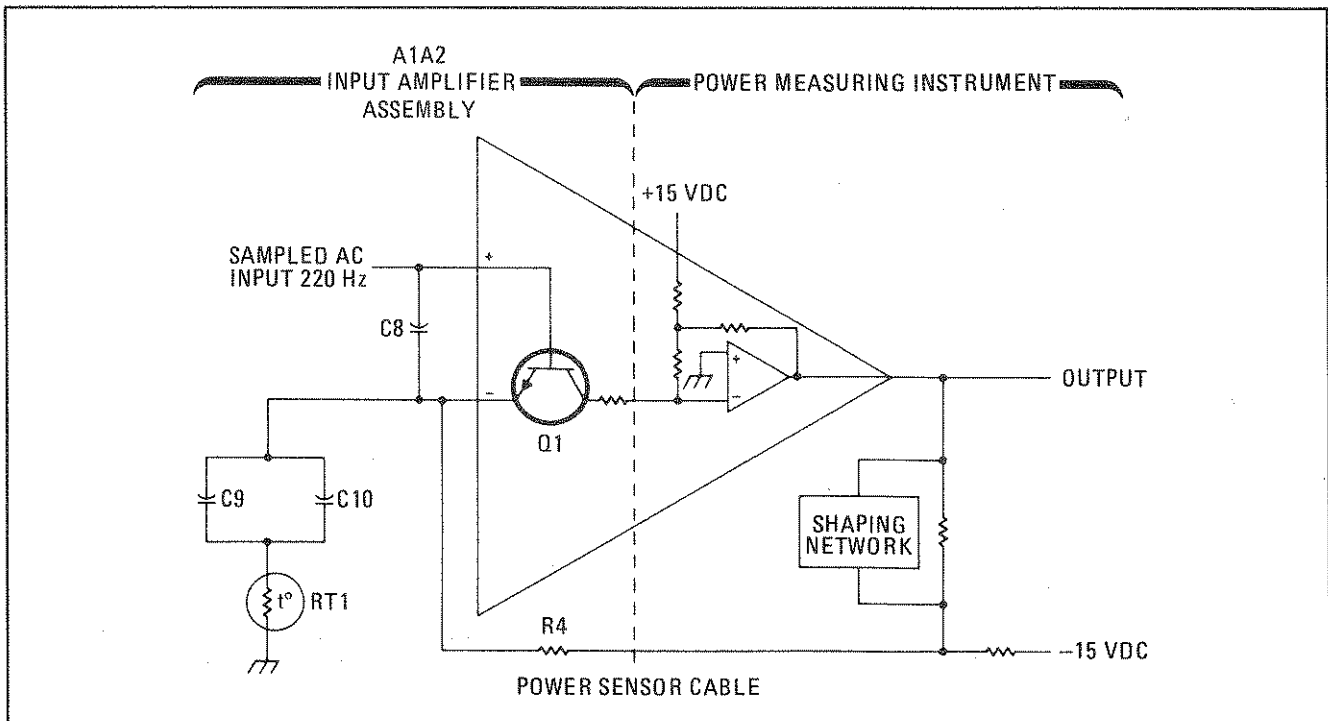 A1A2
INPUT AMPLIFIER
ASSEMBLY
POWER MEASURING INSTRUMENT
+15 VDC
SAMPLED AC
INPUT 220 Hz
+
C8
+
−
−
OUTPUT
Q1
C9
C10
SHAPING
NETWORK
t°
RT1
R4
−15 VDC
POWER SENSOR CABLE